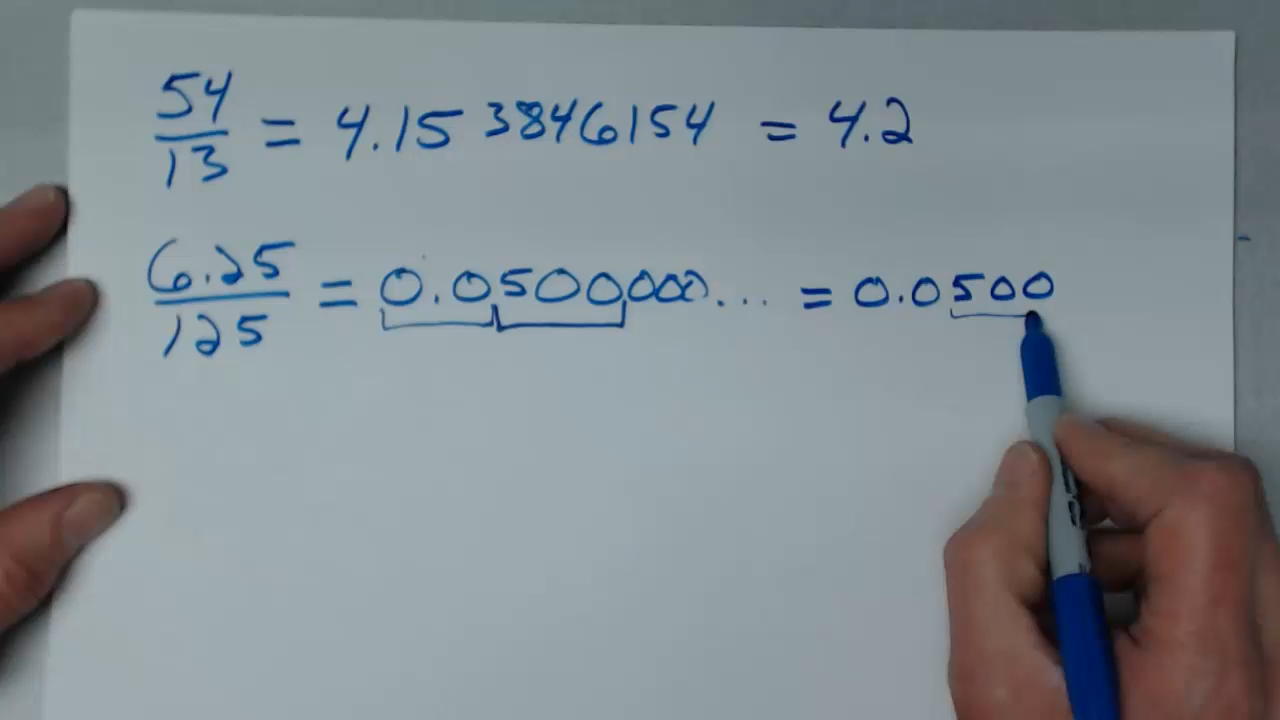 54/13 = 4.153846154 = 4.2
6.25/125 = 0.0500000... = 0.0500